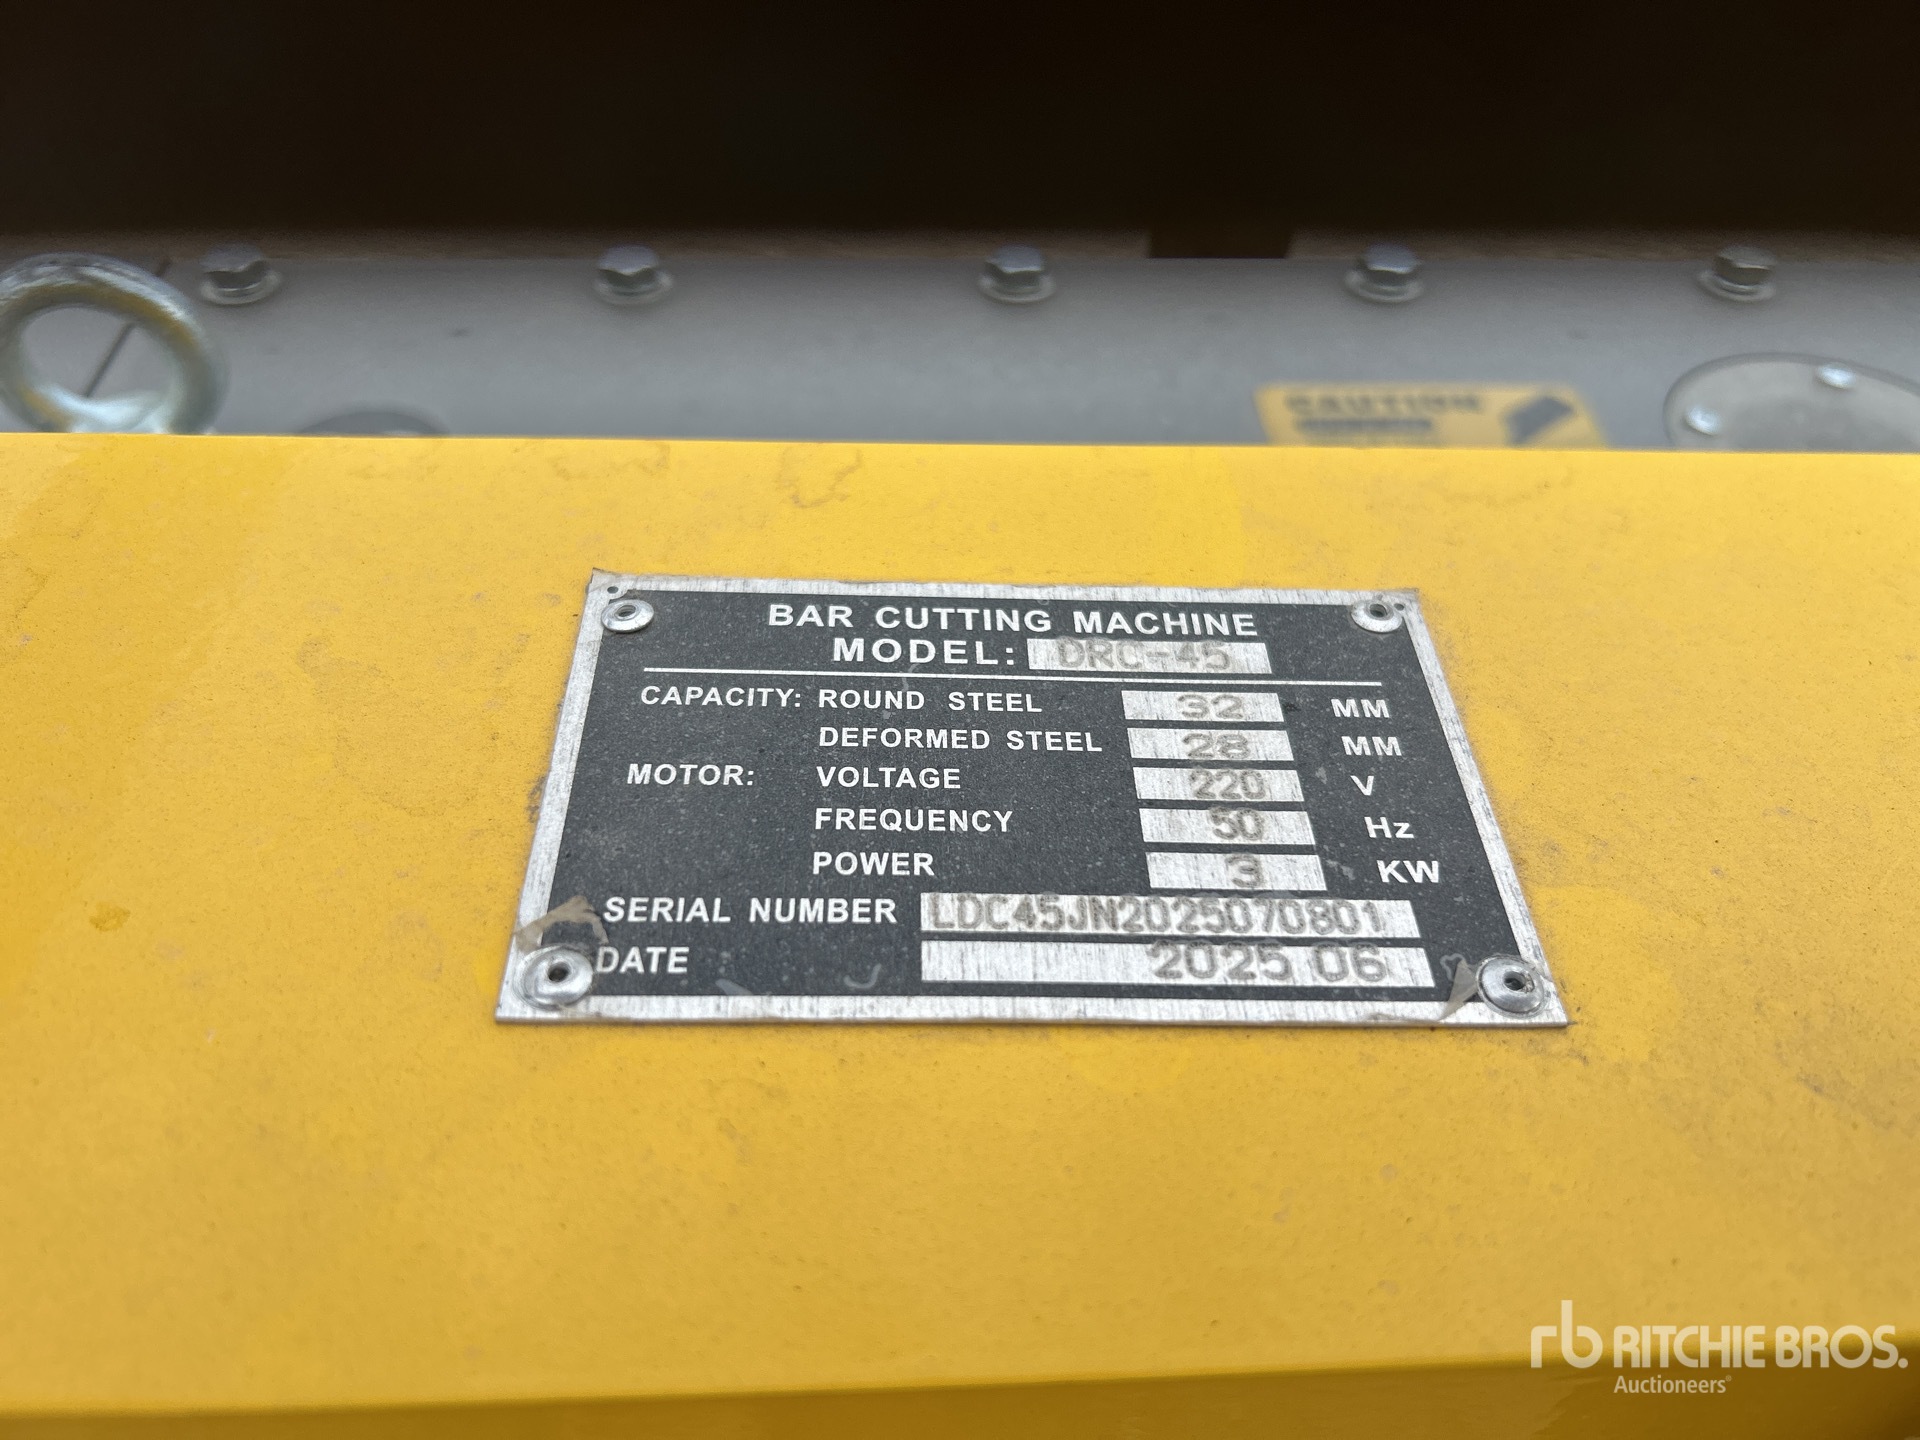 CAUTION
BAR CUTTING MACHINE
MODEL: DRC-45
CAPACITY: ROUND STEEL 32 MM
DEFORMED STEEL 28 MM
MOTOR: VOLTAGE 220 V
FREQUENCY 50 Hz
POWER 3 KW
SERIAL NUMBER LDC45JN2025070801
DATE 2025 06
rb RITCHIE BROS.
Auctioneers